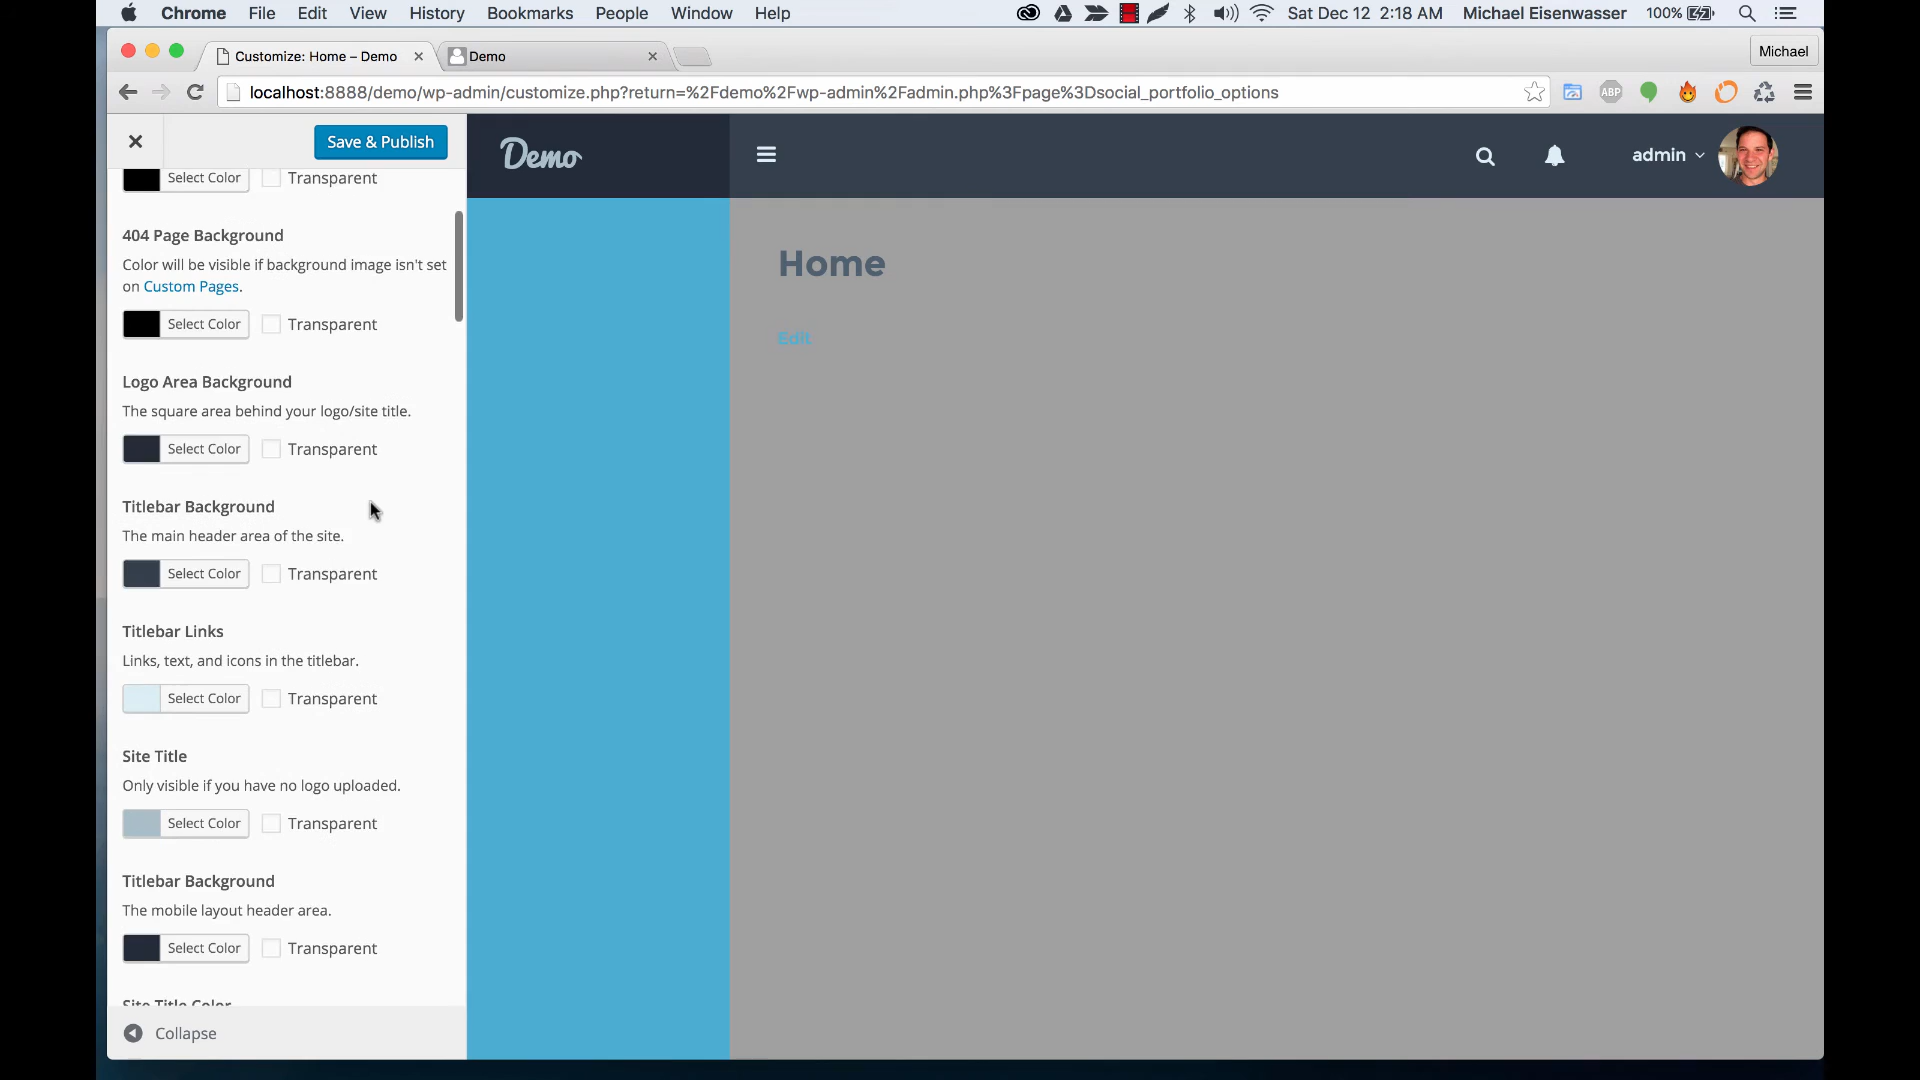 Chrome File Edit View History Bookmarks People Window Help Sat Dec 12 2:18 AM Michael Eisenwasser 100%
Customize: Home – Demo Demo Michael
localhost:8888/demo/wp-admin/customize.php?return=%2Fdemo%2Fwp-admin%2Fadmin.php%3Fpage%3Dsocial_portfolio_options ABP
Save & Publish
Demo
admin
Select Color Transparent
404 Page Background
Color will be visible if background image isn't set
on Custom Pages.
Select Color Transparent
Logo Area Background
The square area behind your logo/site title.
Select Color Transparent
Titlebar Background
The main header area of the site.
Select Color Transparent
Titlebar Links
Links, text, and icons in the titlebar.
Select Color Transparent
Site Title
Only visible if you have no logo uploaded.
Select Color Transparent
Titlebar Background
The mobile layout header area.
Select Color Transparent
Site Title Color
Collapse
Home
Edit